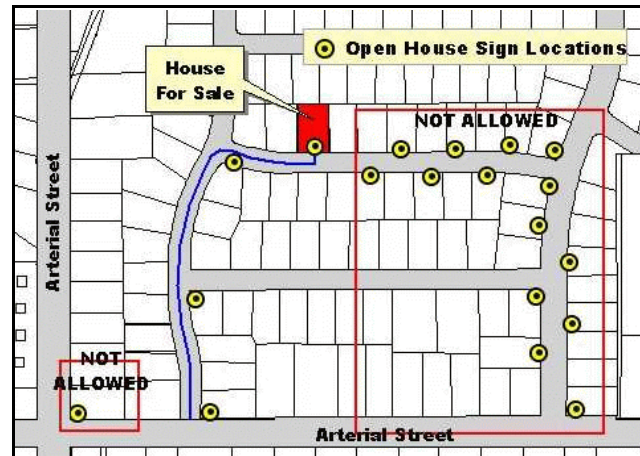 Open House Sign Locations
House
For Sale
NOT ALLOWED
Arterial Street
NOT
ALLOWED
Arterial Street